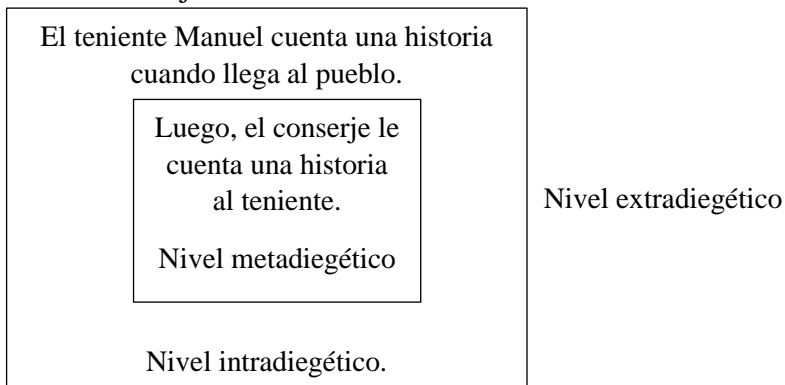 El teniente Manuel cuenta una historia
cuando llega al pueblo.
Luego, el conserje le
cuenta una historia
al teniente.
Nivel metadiegético
Nivel extradiegético
Nivel intradiegético.